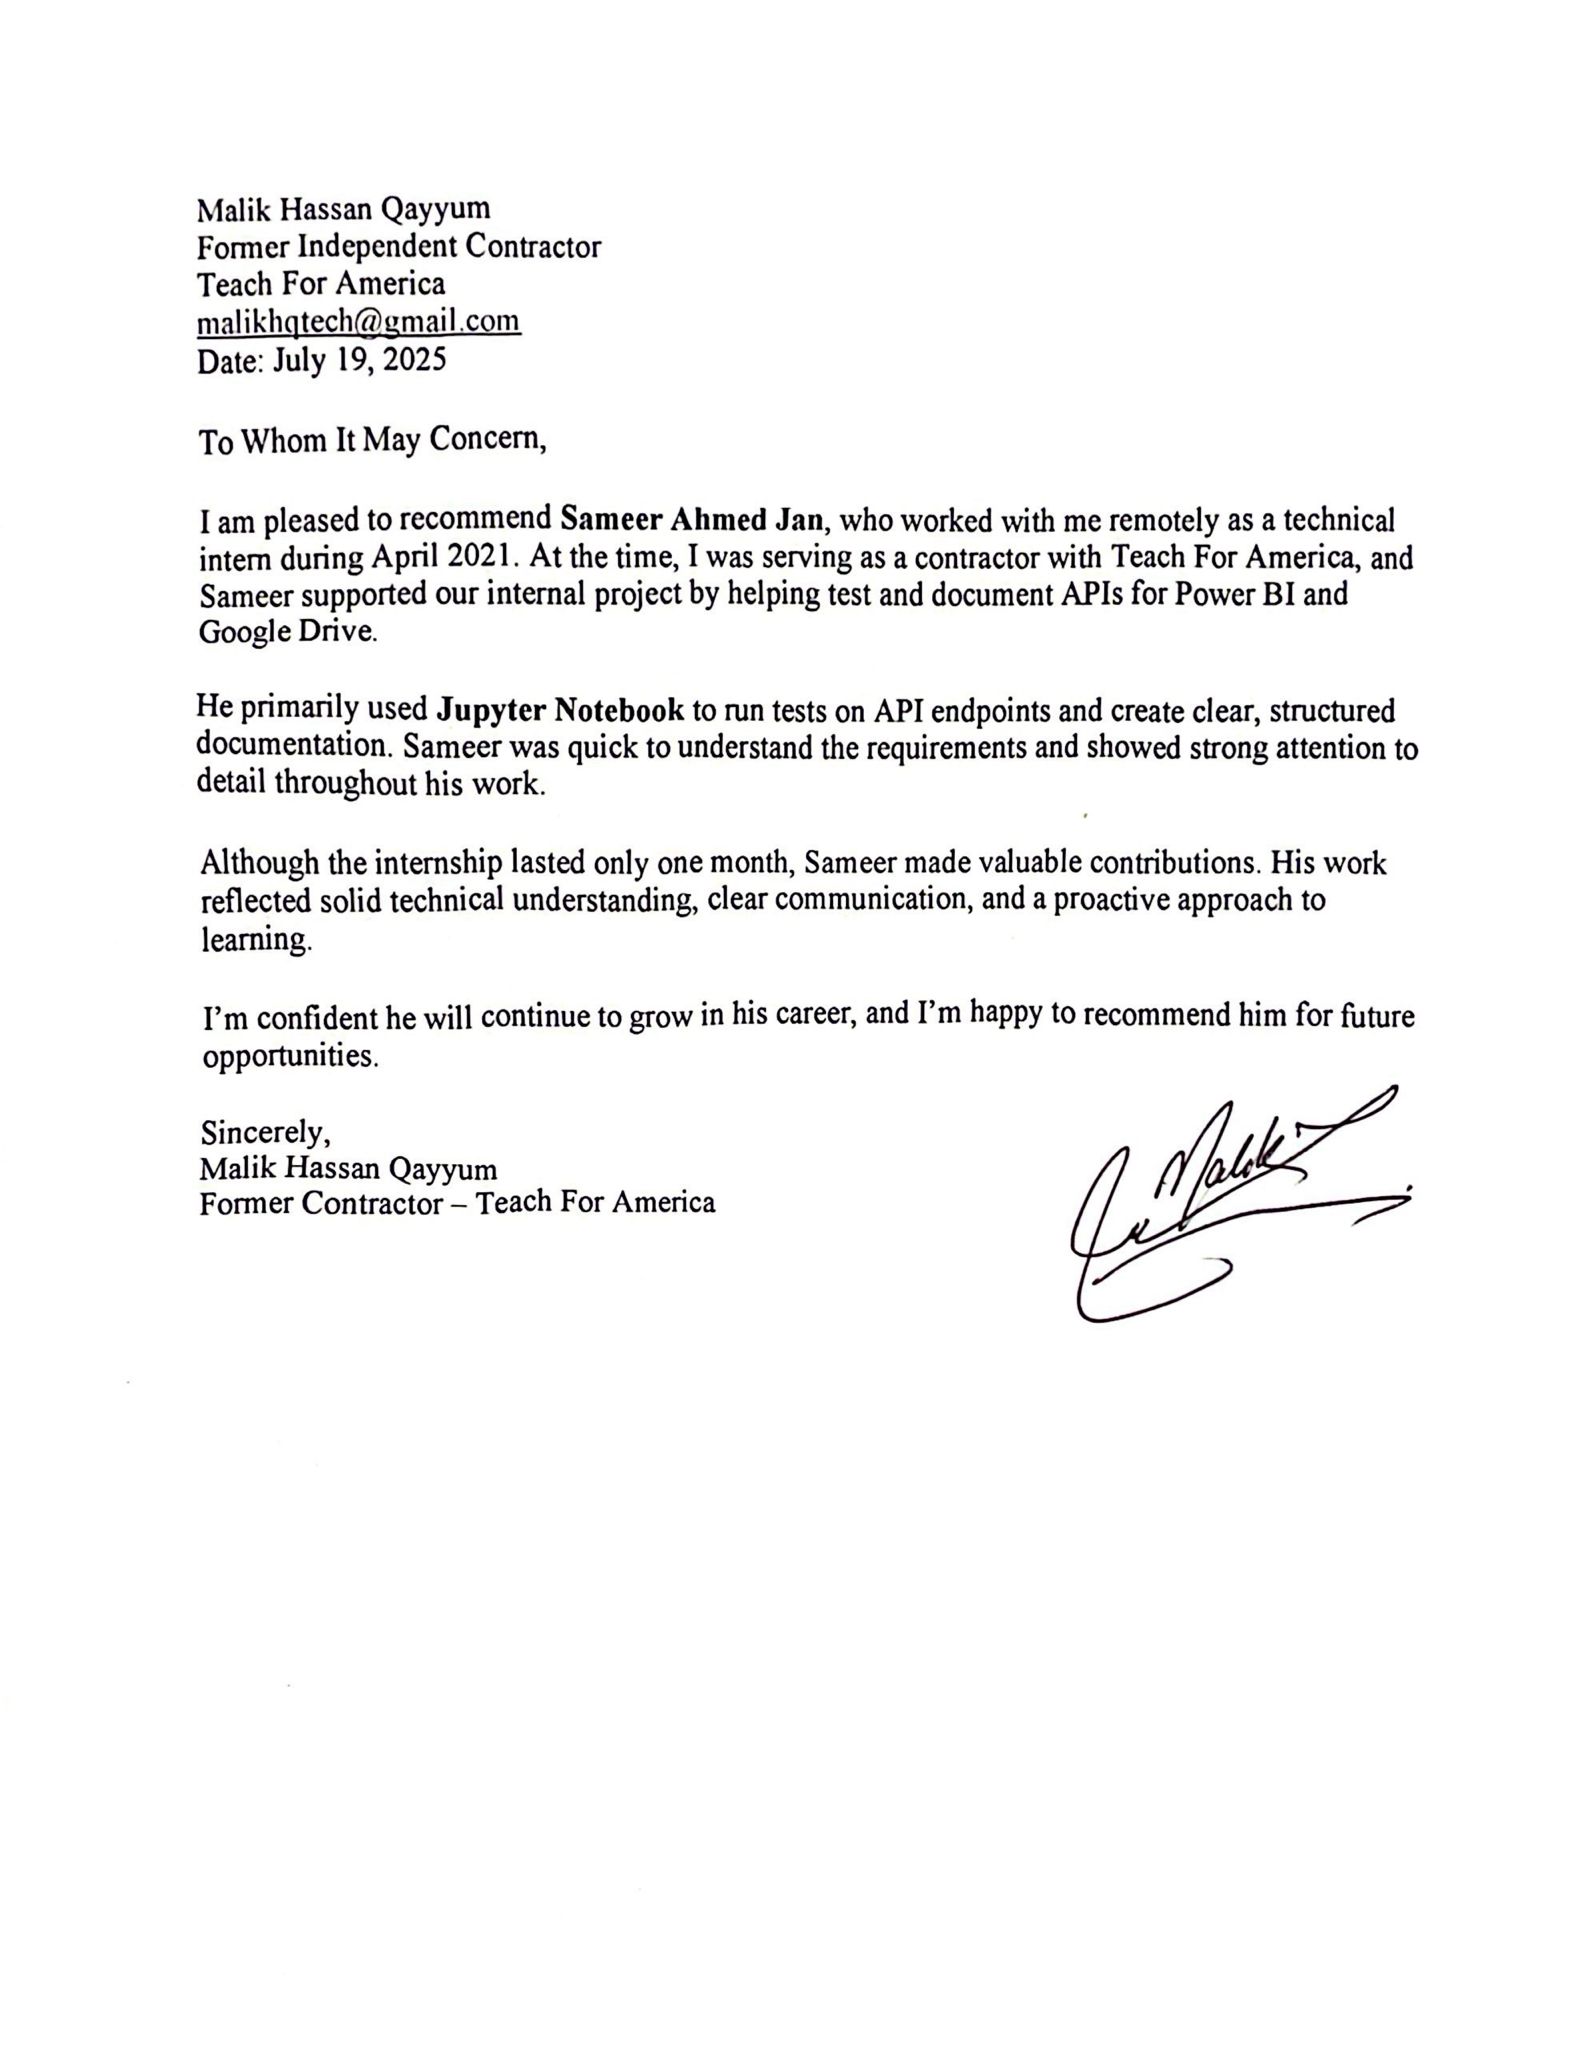 Malik Hassan Qayyum
Former Independent Contractor
Teach For America
malikhqtech@gmail.com
Date: July 19, 2025
To Whom It May Concern,
I am pleased to recommend Sameer Ahmed Jan, who worked with me remotely as a technical
intern during April 2021. At the time, I was serving as a contractor with Teach For America, and
Sameer supported our internal project by helping test and document APIs for Power BI and
Google Drive.
He primarily used Jupyter Notebook to run tests on API endpoints and create clear, structured
documentation. Sameer was quick to understand the requirements and showed strong attention to
detail throughout his work.
Although the internship lasted only one month, Sameer made valuable contributions. His work
reflected solid technical understanding, clear communication, and a proactive approach to
learning.
I'm confident he will continue to grow in his career, and I'm happy to recommend him for future
opportunities.
Sincerely,
Malik Hassan Qayyum
Former Contractor – Teach For America
Malik